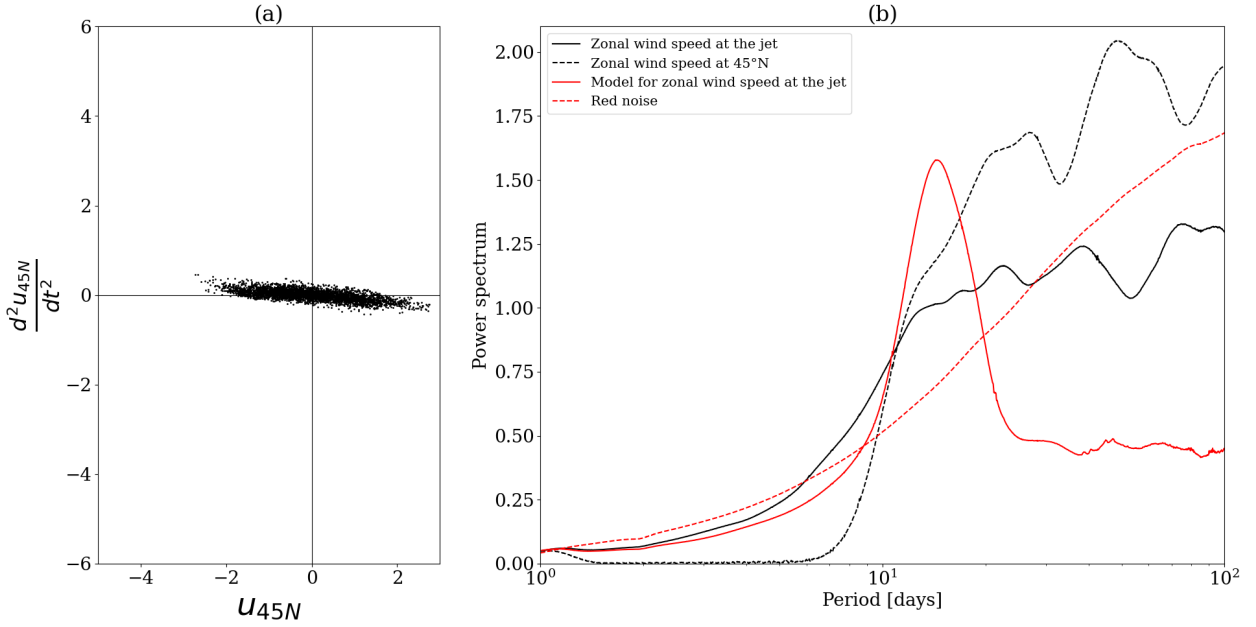 (a)
6
4
2
0
−2
−4
−6
d²u₄₅N
dt²
−4 −2 0 2
u₄₅N
(b)
Zonal wind speed at the jet
Zonal wind speed at 45°N
Model for zonal wind speed at the jet
Red noise
2.00
1.75
1.50
1.25
1.00
0.75
0.50
0.25
0.00
Power spectrum
10⁰ 10¹ 10²
Period [days]